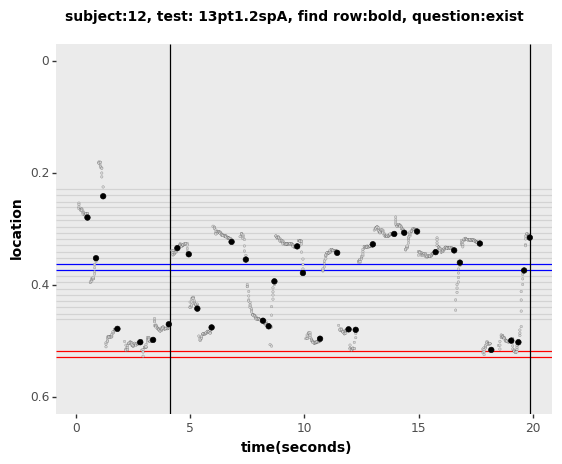 subject:12, test: 13pt1.2spA, find row:bold, question:exist
0
0.2
0.4
0.6
location
0 5 10 15 20
time(seconds)